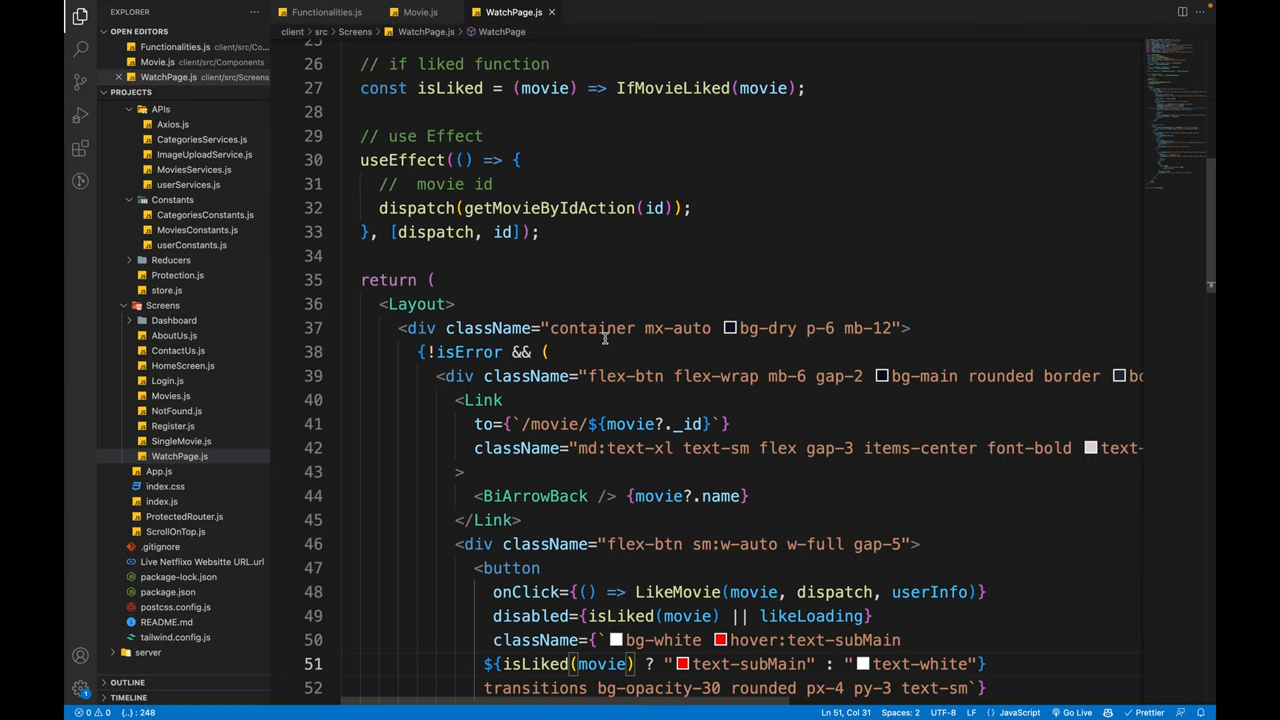 EXPLORER
···
Functionalities.js
Movie.js
WatchPage.js ×
···
OPEN EDITORS
Functionalities.js client/src/Co...
Movie.js client/src/Components
× WatchPage.js client/src/Screens
PROJECTS
APIs
Axios.js
CategoriesServices.js
ImageUploadService.js
MoviesServices.js
userServices.js
Constants
CategoriesConstants.js
MoviesConstants.js
userConstants.js
Reducers
Protection.js
store.js
Screens
Dashboard
AboutUs.js
ContactUs.js
HomeScreen.js
Login.js
Movies.js
NotFound.js
Register.js
SingleMovie.js
WatchPage.js
App.js
index.css
index.js
ProtectedRouter.js
ScrollOnTop.js
.gitignore
Live Netflixo Websitte URL.url
package-lock.json
package.json
postcss.config.js
README.md
tailwind.config.js
server
OUTLINE
TIMELINE
client > src > Screens > WatchPage.js > WatchPage
25
26 // if liked function
27 const isLiked = (movie) => IfMovieLiked(movie);
28
29 // use Effect
30 useEffect(() => {
31 //  movie id
32 dispatch(getMovieByIdAction(id));
33 }, [dispatch, id]);
34
35 return (
36 <Layout>
37 <div className="container mx-auto bg-dry p-6 mb-12">
38 {!isError && (
39 <div className="flex-btn flex-wrap mb-6 gap-2 bg-main rounded border bo
40 <Link
41 to={`/movie/${movie?._id}`}
42 className="md:text-xl text-sm flex gap-3 items-center font-bold text-
43 >
44 <BiArrowBack /> {movie?.name}
45 </Link>
46 <div className="flex-btn sm:w-auto w-full gap-5">
47 <button
48 onClick={() => LikeMovie(movie, dispatch, userInfo)}
49 disabled={isLiked(movie) || likeLoading}
50 className={`bg-white hover:text-subMain
51 ${isLiked(movie) ? "text-subMain" : "text-white"}
52 transitions bg-opacity-30 rounded px-4 py-3 text-sm`}
1
0 0 {..}: 248
Ln 51, Col 31 Spaces: 2 UTF-8 LF {} JavaScript Go Live Prettier